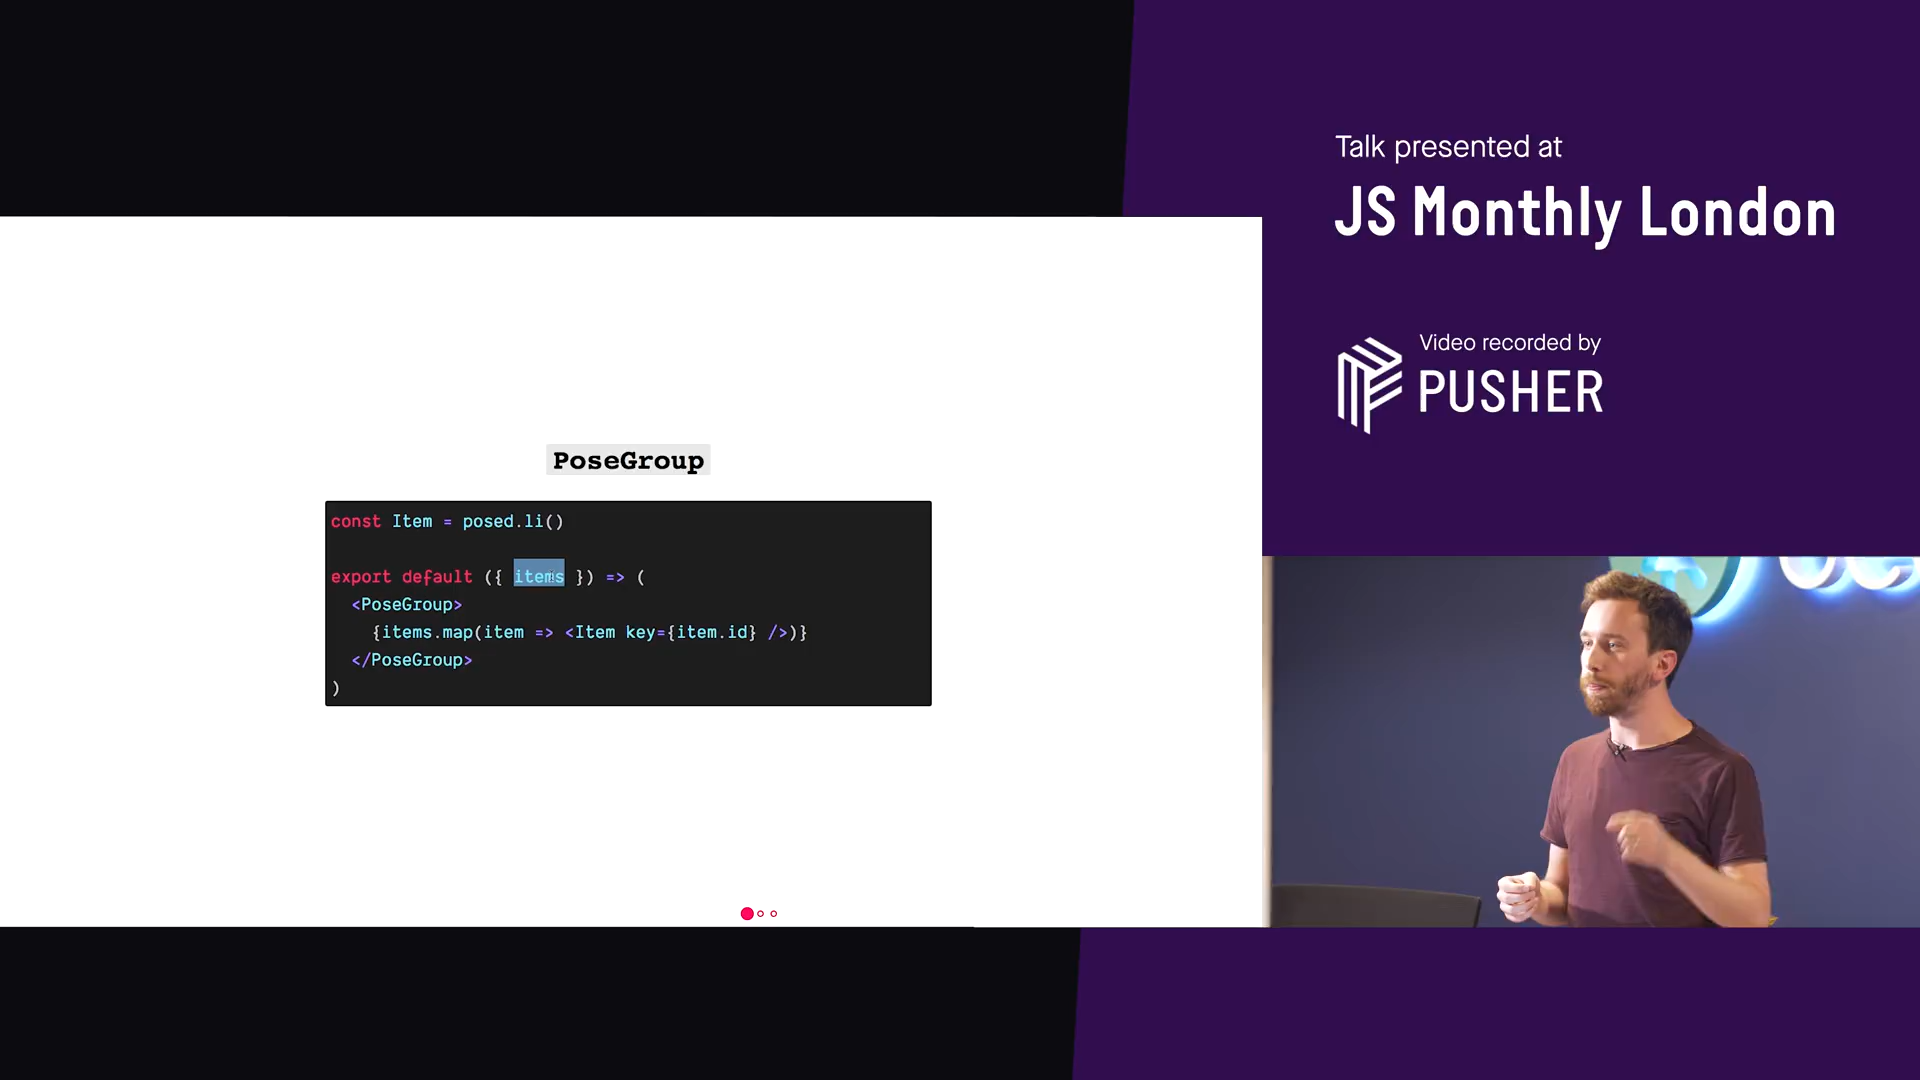 Talk presented at
JS Monthly London
Video recorded by
PUSHER
PoseGroup
const Item = posed.li()
export default ({ items }) => (
<PoseGroup>
{items.map(item => <Item key={item.id} />)}
</PoseGroup>
)